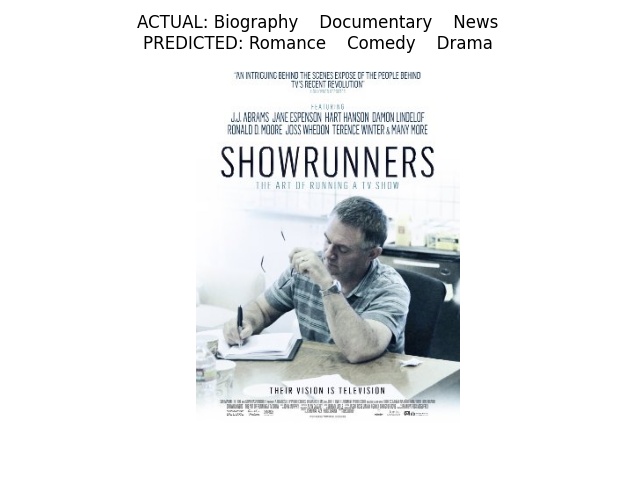 ACTUAL: Biography    Documentary    News
PREDICTED: Romance    Comedy    Drama
"AN INTRIGUING BEHIND THE SCENES EXPOSE OF THE PEOPLE BEHIND
TV'S RECENT REVOLUTION"
FEATURING
J.J. ABRAMS JANE ESPENSON HART HANSON DAMON LINDELOF
RONALD D. MOORE JOSS WHEDON TERENCE WINTER & MANY MORE
SHOWRUNNERS
THE ART OF RUNNING A TV SHOW
THEIR VISION IS TELEVISION